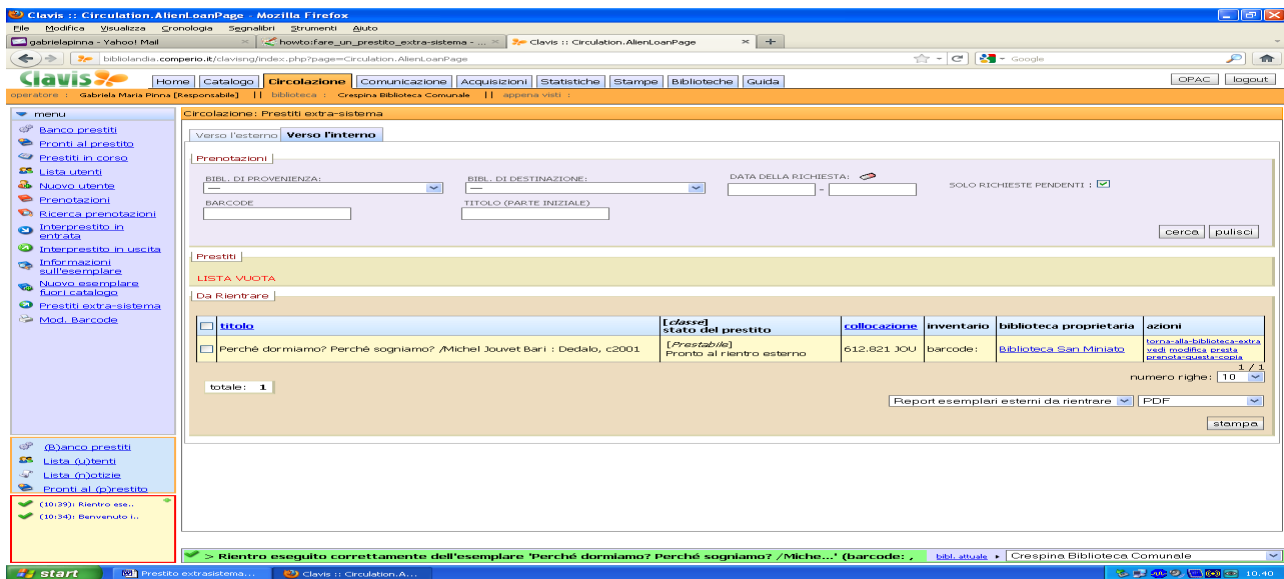 Clavis :: Circulation.AlienLoanPage - Mozilla Firefox
File Modifica Visualizza Cronologia Segnalibri Strumenti Aiuto
gabrielapinna - Yahoo! Mail howto:fare_un_prestito_extra-sistema - ... Clavis :: Circulation.AlienLoanPage
bibliolandia.comperio.it/clavisng/index.php?page=Circulation.AlienLoanPage Google
Clavis Home Catalogo Circolazione Comunicazione Acquisizioni Statistiche Stampe Biblioteche Guida OPAC logout
operatore : Gabriela Maria Pinna [Responsabile] || biblioteca : Crespina Biblioteca Comunale || appena visti :
menu
Banco prestiti
Pronti al prestito
Prestiti in corso
Lista utenti
Nuovo utente
Prenotazioni
Ricerca prenotazioni
Interprestito in entrata
Interprestito in uscita
Informazioni sull'esemplare
Nuovo esemplare fuori catalogo
Prestiti extra-sistema
Mod. Barcode
Circolazione: Prestiti extra-sistema
Verso l'esterno Verso l'interno
Prenotazioni
BIBL. DI PROVENIENZA: BIBL. DI DESTINAZIONE: DATA DELLA RICHIESTA: SOLO RICHIESTE PENDENTI :
--- --- -
BARCODE TITOLO (PARTE INIZIALE)
cerca pulisci
Prestiti
LISTA VUOTA
Da Rientrare
titolo [classe] stato del prestito collocazione inventario biblioteca proprietaria azioni
Perché dormiamo? Perché sogniamo? /Michel Jouvet Bari : Dedalo, c2001 [Prestabile] Pronto al rientro esterno 612.821 JOU barcode: Biblioteca San Miniato torna-alla-biblioteca-extra vedi modifica presta prenota-questa-copia
1 / 1
numero righe: 10
totale: 1
Report esemplari esterni da rientrare PDF
stampa
(B)anco prestiti
Lista (u)tenti
Lista (n)otizie
Pronti al (p)restito
(10:39): Rientro ese..
(10:34): Benvenuto i..
> Rientro eseguito correttamente dell'esemplare 'Perché dormiamo? Perché sogniamo? /Miche...' (barcode: , bibl. attuale Crespina Biblioteca Comunale
start Prestito extrasistema... Clavis :: Circulation.A... 10.40